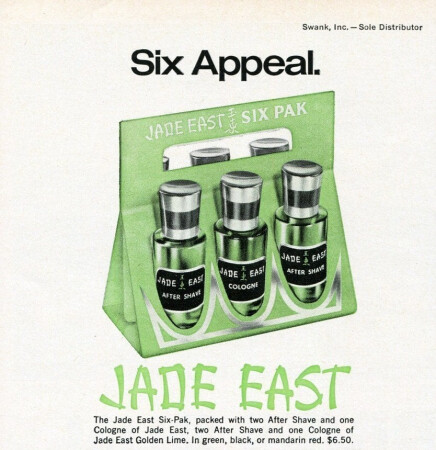 Swank, Inc. — Sole Distributor
Six Appeal.
JADE EAST SIX PAK
JADE EAST
AFTER SHAVE
JADE EAST
COLOGNE
JADE EAST
AFTER SHAVE
JADE EAST
The Jade East Six-Pak, packed with two After Shave and one
Cologne of Jade East, two After Shave and one Cologne of
Jade East Golden Lime. In green, black, or mandarin red. $6.50.